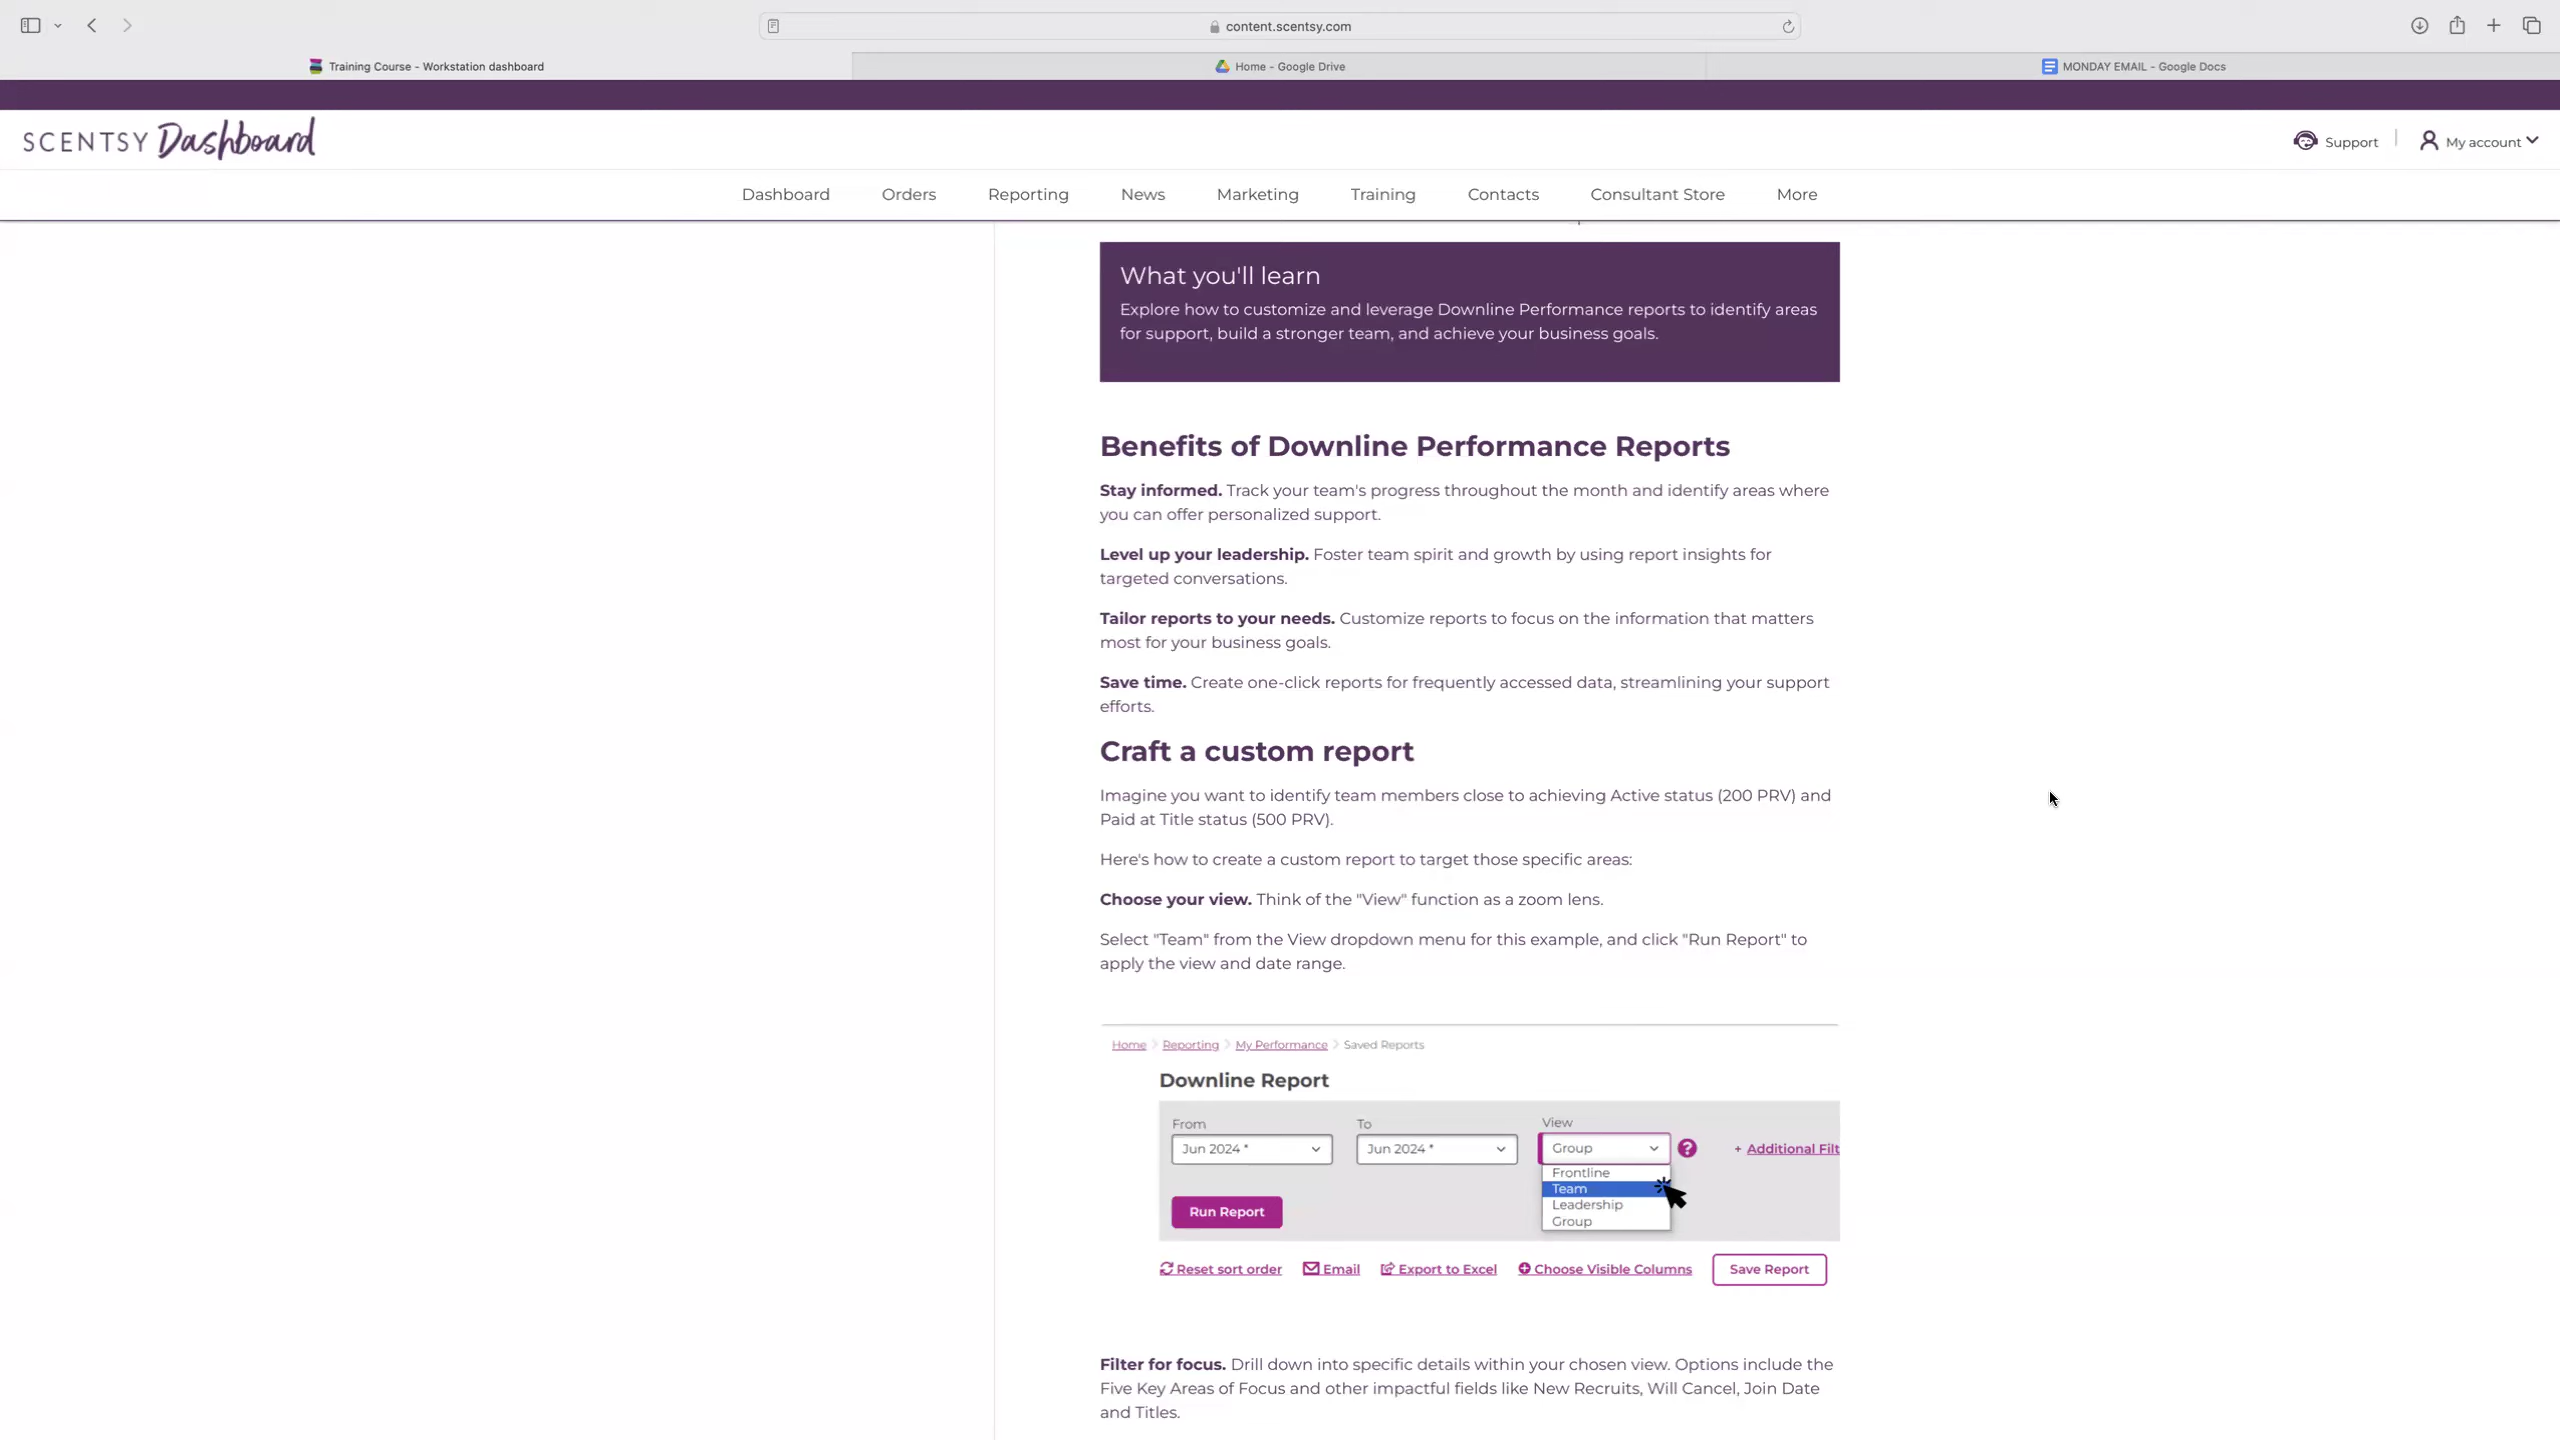 content.scentsy.com
Training Course - Workstation dashboard
Home - Google Drive
MONDAY EMAIL - Google Docs
SCENTSY Dashboard
Support
My account
Dashboard
Orders
Reporting
News
Marketing
Training
Contacts
Consultant Store
More
What you'll learn
Explore how to customize and leverage Downline Performance reports to identify areas
for support, build a stronger team, and achieve your business goals.
Benefits of Downline Performance Reports
Stay informed. Track your team's progress throughout the month and identify areas where
you can offer personalized support.
Level up your leadership. Foster team spirit and growth by using report insights for
targeted conversations.
Tailor reports to your needs. Customize reports to focus on the information that matters
most for your business goals.
Save time. Create one-click reports for frequently accessed data, streamlining your support
efforts.
Craft a custom report
Imagine you want to identify team members close to achieving Active status (200 PRV) and
Paid at Title status (500 PRV).
Here's how to create a custom report to target those specific areas:
Choose your view. Think of the "View" function as a zoom lens.
Select "Team" from the View dropdown menu for this example, and click "Run Report" to
apply the view and date range.
Home > Reporting > My Performance > Saved Reports
Downline Report
From
To
View
Jun 2024 *
Jun 2024 *
Group
?
+ Additional Filt
Frontline
Team
Leadership
Group
Run Report
Reset sort order
Email
Export to Excel
Choose Visible Columns
Save Report
Filter for focus. Drill down into specific details within your chosen view. Options include the
Five Key Areas of Focus and other impactful fields like New Recruits, Will Cancel, Join Date
and Titles.